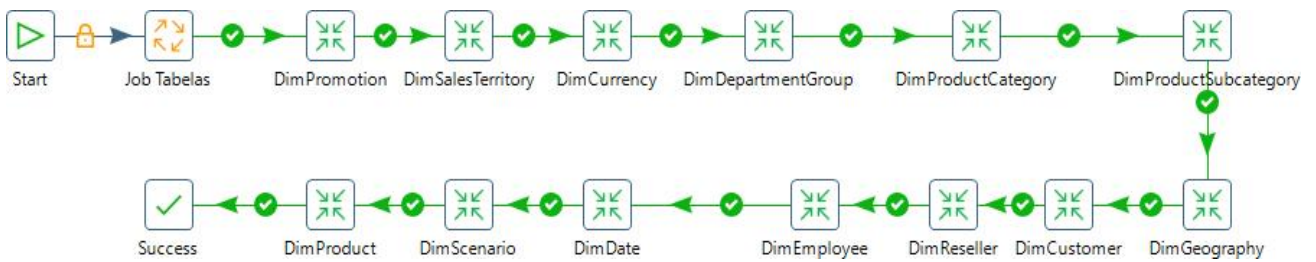 Start
Job Tabelas
DimPromotion
DimSalesTerritory
DimCurrency
DimDepartmentGroup
DimProductCategory
DimProductSubcategory
Success
DimProduct
DimScenario
DimDate
DimEmployee
DimReseller
DimCustomer
DimGeography